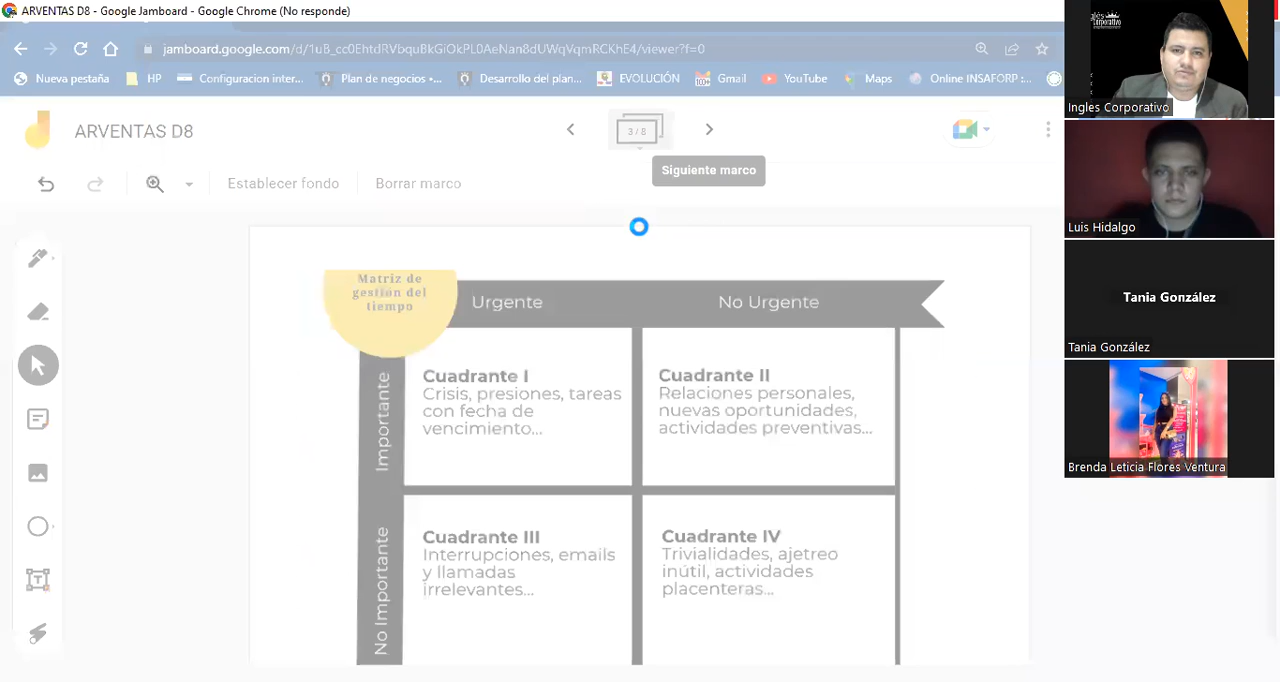 ARVENTAS D8 - Google Jamboard - Google Chrome (No responde)
jamboard.google.com/d/1uB_cc0EhtdRVbquBkGiOkPL0AeNan8dUWqVqmRCKhE4/viewer?f=0
Nueva pestaña
HP
Configuracion inter...
Plan de negocios •...
Desarrollo del plan...
EVOLUCIÓN
Gmail
YouTube
Maps
Online INSAFORP :...
ARVENTAS D8
3 / 8
Siguiente marco
Establecer fondo
Borrar marco
Matriz de
gestión del
tiempo
Urgente
No Urgente
Importante
Cuadrante I
Crisis, presiones, tareas
con fecha de
vencimiento...
Cuadrante II
Relaciones personales,
nuevas oportunidades,
actividades preventivas...
No Importante
Cuadrante III
Interrupciones, emails
y llamadas
irrelevantes...
Cuadrante IV
Trivialidades, ajetreo
inútil, actividades
placenteras...
Ingles Corporativo
Luis Hidalgo
Tania González
Tania González
Brenda Leticia Flores Ventura